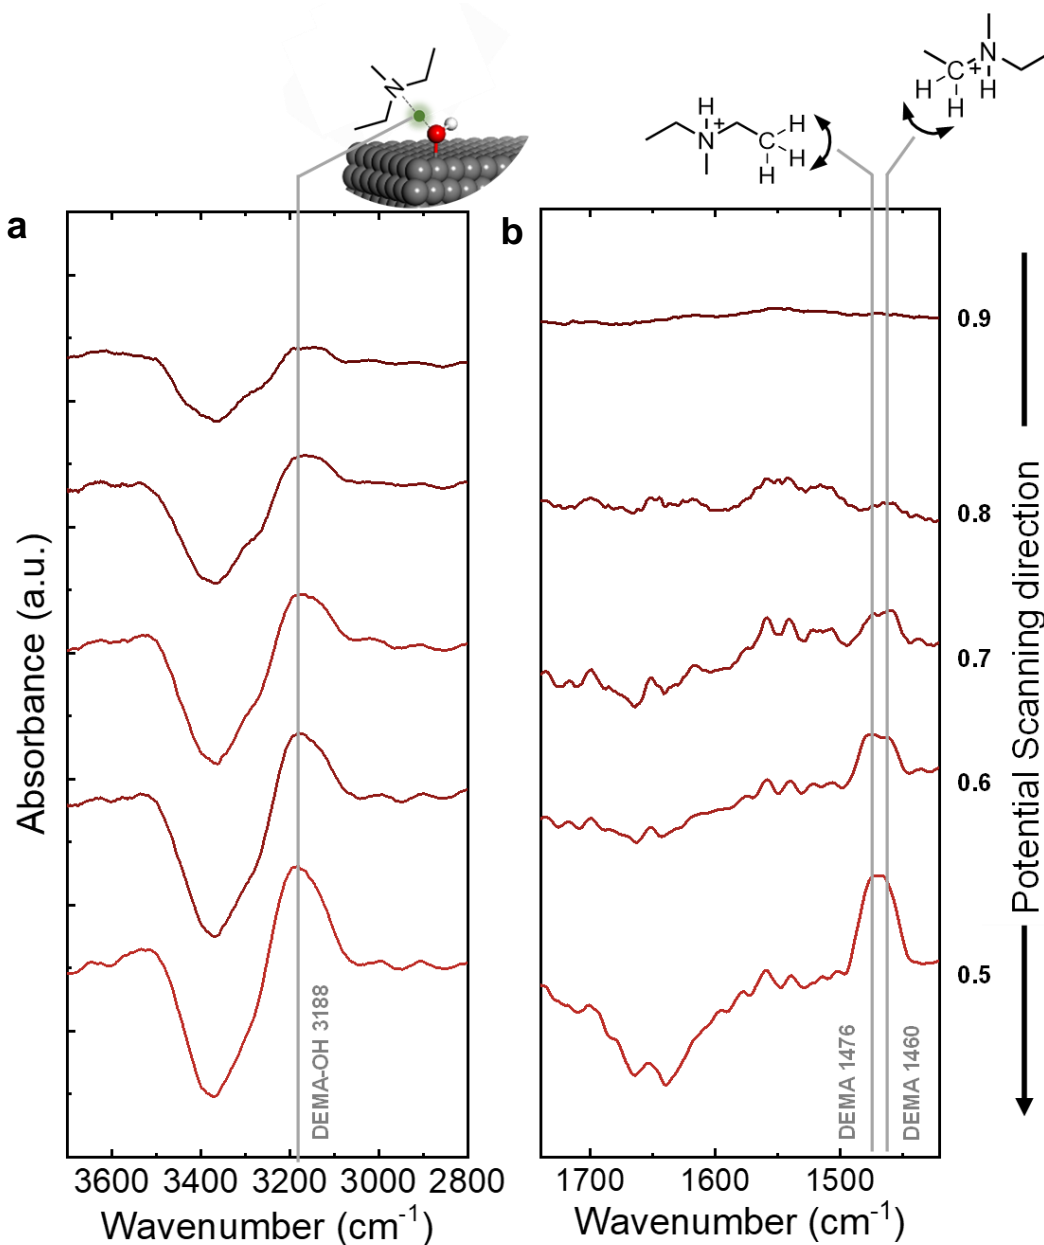 N
H
N
+
C
H
H
H
C
H
H
+
N
H
a
b
Absorbance (a.u.)
DEMA-OH 3188
3600 3400 3200 3000 2800
Wavenumber (cm⁻¹)
DEMA 1476
DEMA 1460
1700 1600 1500
Wavenumber (cm⁻¹)
0.9
0.8
0.7
0.6
0.5
Potential Scanning direction